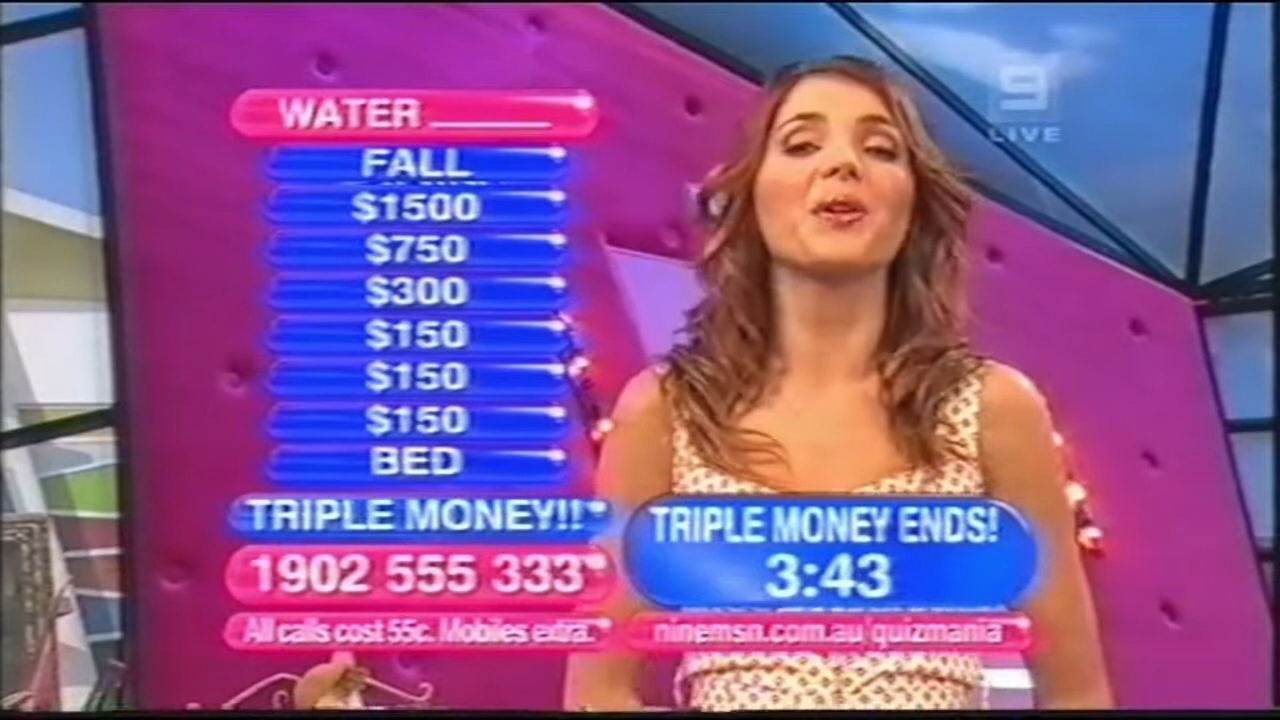 9
LIVE
WATER ______
FALL
$1500
$750
$300
$150
$150
$150
BED
TRIPLE MONEY!!*
1902 555 333*
All calls cost 55c. Mobiles extra.*
TRIPLE MONEY ENDS!
3:43
ninemsn.com.au/quizmania